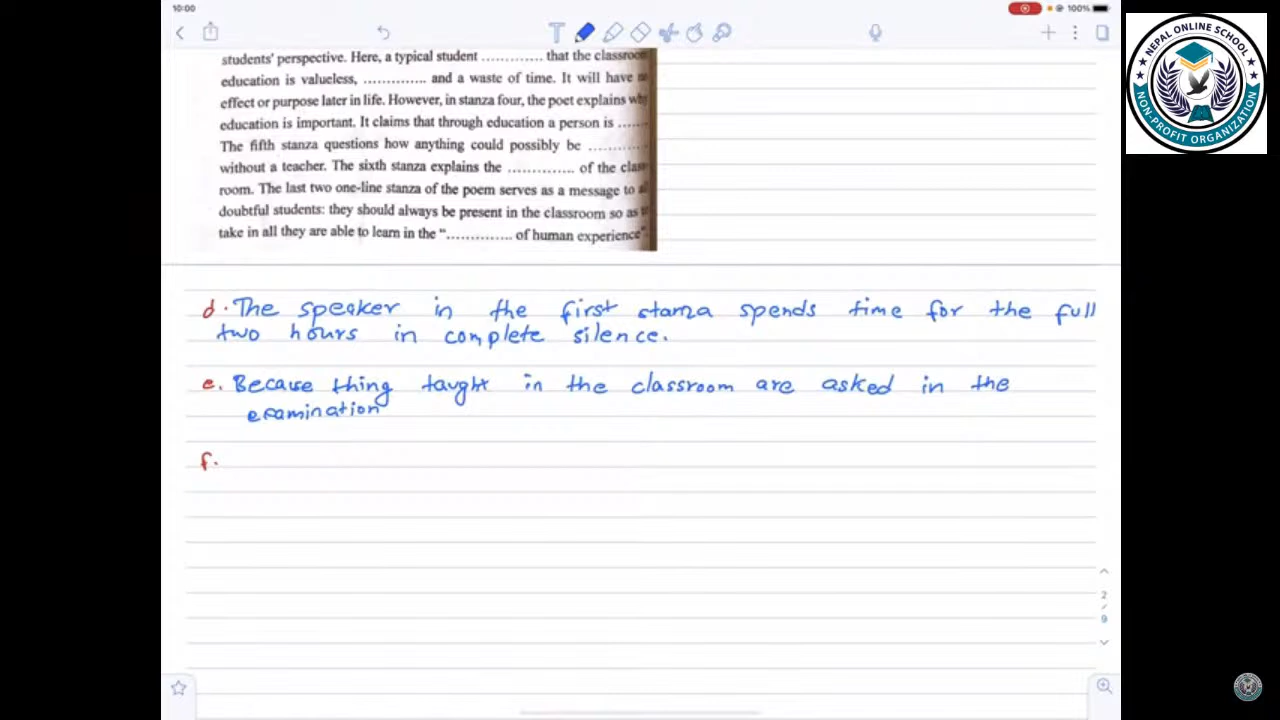 10:00
100%
NEPAL ONLINE SCHOOL
NON-PROFIT ORGANIZATION
T
students' perspective. Here, a typical student ............. that the classroom
education is valueless, .............. and a waste of time. It will have no
effect or purpose later in life. However, in stanza four, the poet explains why
education is important. It claims that through education a person is ......
The fifth stanza questions how anything could possibly be .............
without a teacher. The sixth stanza explains the .............. of the class
room. The last two one-line stanza of the poem serves as a message to all
doubtful students: they should always be present in the classroom so as to
take in all they are able to learn in the ".............. of human experience".
d. The speaker in the first stanza spends time for the full
two hours in complete silence.
e. Because thing taught in the classroom are asked in the
examination
f.
2
/
9